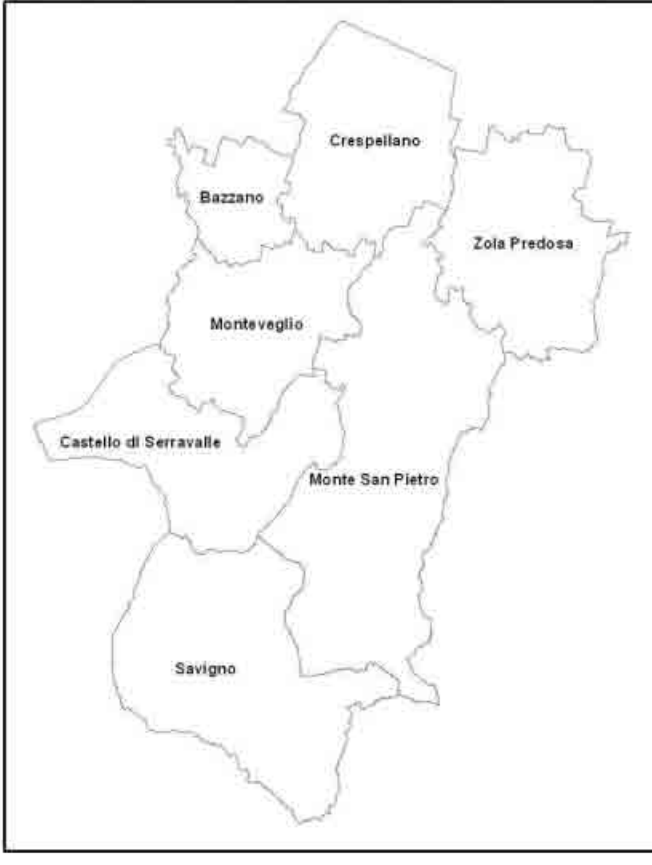 Crespellano
Bazzano
Zola Predosa
Monteveglio
Castello di Serravalle
Monte San Pietro
Savigno